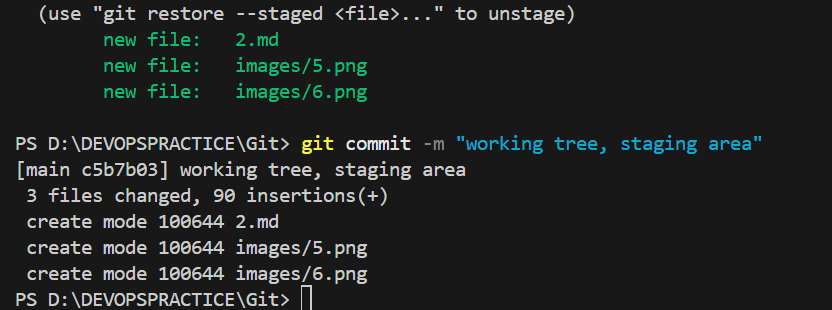 (use "git restore --staged <file>..." to unstage)
new file:   2.md
new file:   images/5.png
new file:   images/6.png
PS D:\DEVOPSPRACTICE\Git> git commit -m "working tree, staging area"
[main c5b7b03] working tree, staging area
3 files changed, 90 insertions(+)
create mode 100644 2.md
create mode 100644 images/5.png
create mode 100644 images/6.png
PS D:\DEVOPSPRACTICE\Git>